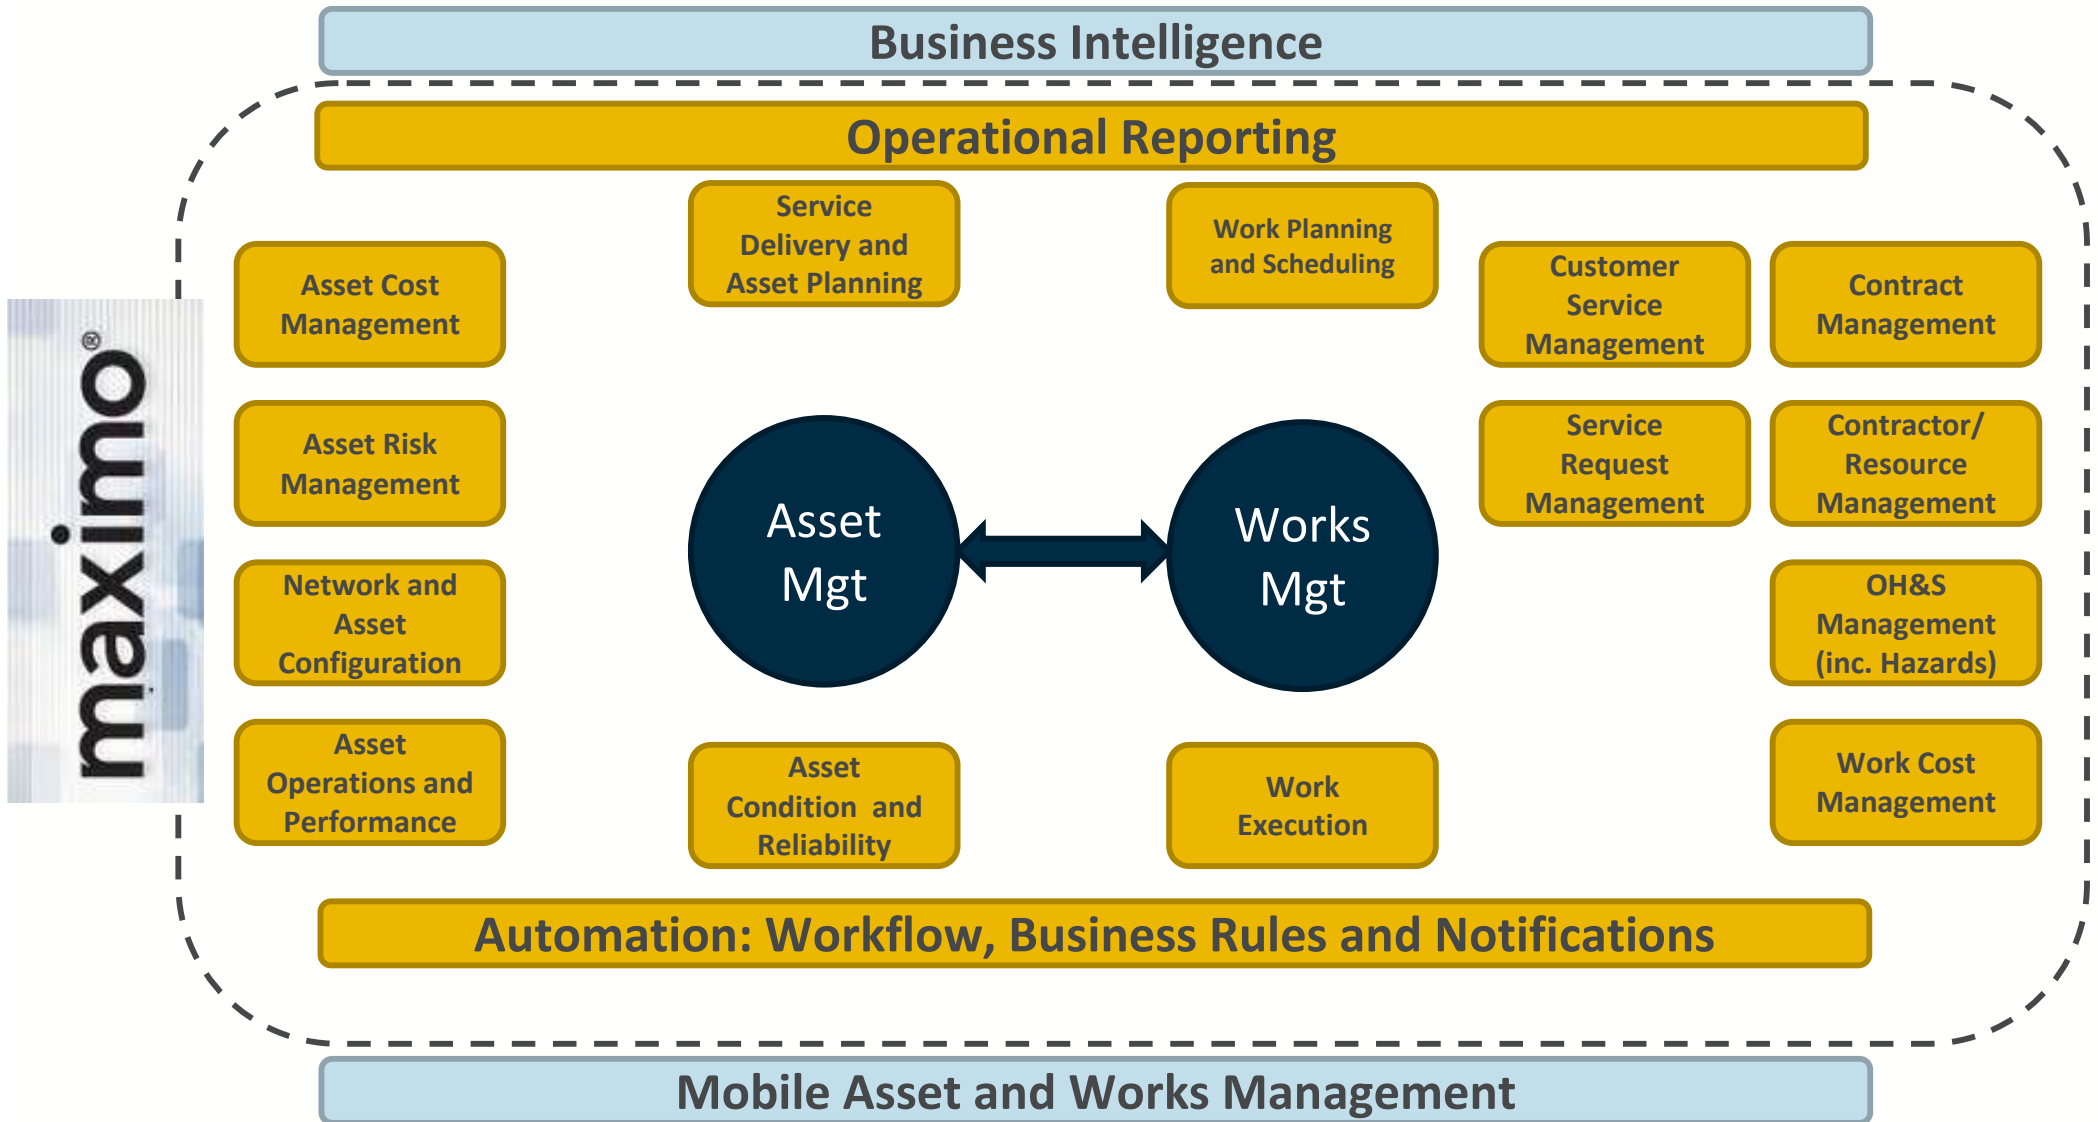 Business Intelligence
Operational Reporting
Service
Delivery and
Asset Planning
Work Planning
and Scheduling
Asset Cost
Management
Customer
Service
Management
Contract
Management
maximo®
Asset Risk
Management
Service
Request
Management
Contractor/
Resource
Management
Asset
Mgt
Works
Mgt
Network and
Asset
Configuration
OH&S
Management
(inc. Hazards)
Asset
Operations and
Performance
Asset
Condition  and
Reliability
Work
Execution
Work Cost
Management
Automation: Workflow, Business Rules and Notifications
Mobile Asset and Works Management